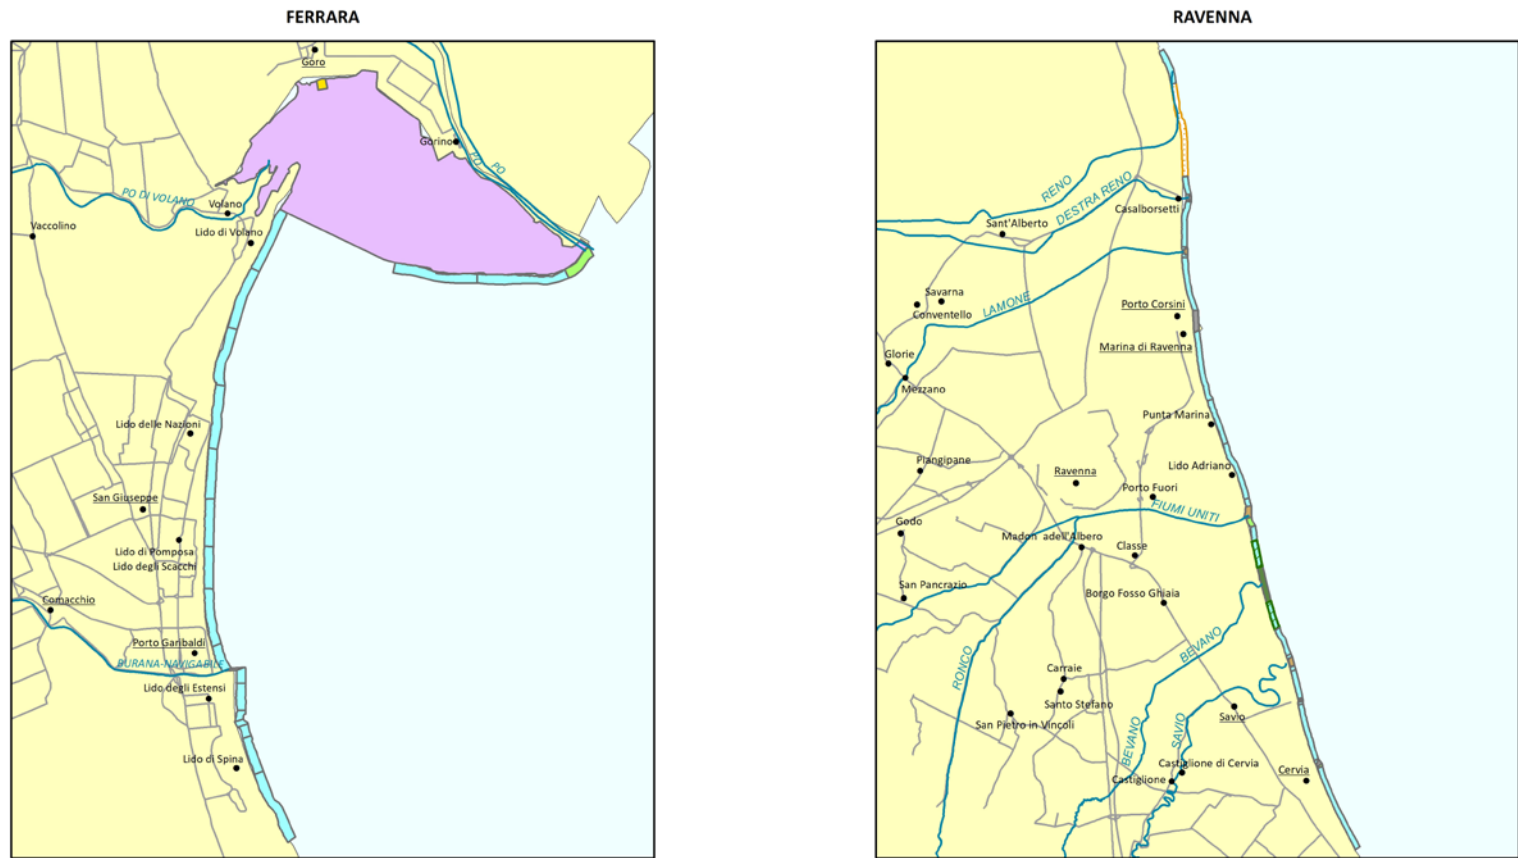 FERRARA
Goro
Gorino
PO
PO
PO DI VOLANO
Volano
Vaccolino
Lido di Volano
Lido delle Nazioni
San Giuseppe
Lido di Pomposa
Lido degli Scacchi
Comacchio
Porto Garibaldi
BURANA-NAVIGABILE
Lido degli Estensi
Lido di Spina
RAVENNA
RENO
DESTRA RENO
Casalborsetti
Sant'Alberto
Savarna
Conventello
LAMONE
Porto Corsini
Marina di Ravenna
Glorie
Mezzano
Punta Marina
Piangipane
Ravenna
Lido Adriano
Porto Fuori
FIUMI UNITI
Godo
Madon adell'Albero
Classe
San Pancrazio
Borgo Fosso Ghiaia
BEVANO
RONCO
Carraie
Santo Stefano
San Pietro in Vincoli
BEVANO
SAVIO
Savio
Castiglione di Cervia
Castiglione
Cervia